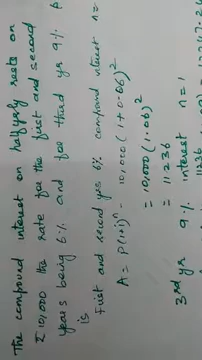 The compound interest on halfyrly rests on
₹ 10,000 the rate for the first and second
years being 6% and for third yr 9% p
is
First and second yrs 6% compound interest n=
A = P(1+i)^n = 10,000(1+0.06)^2
= 10,000(1.06)^2
= 11236
3rd yr 9% interest n=1
11236